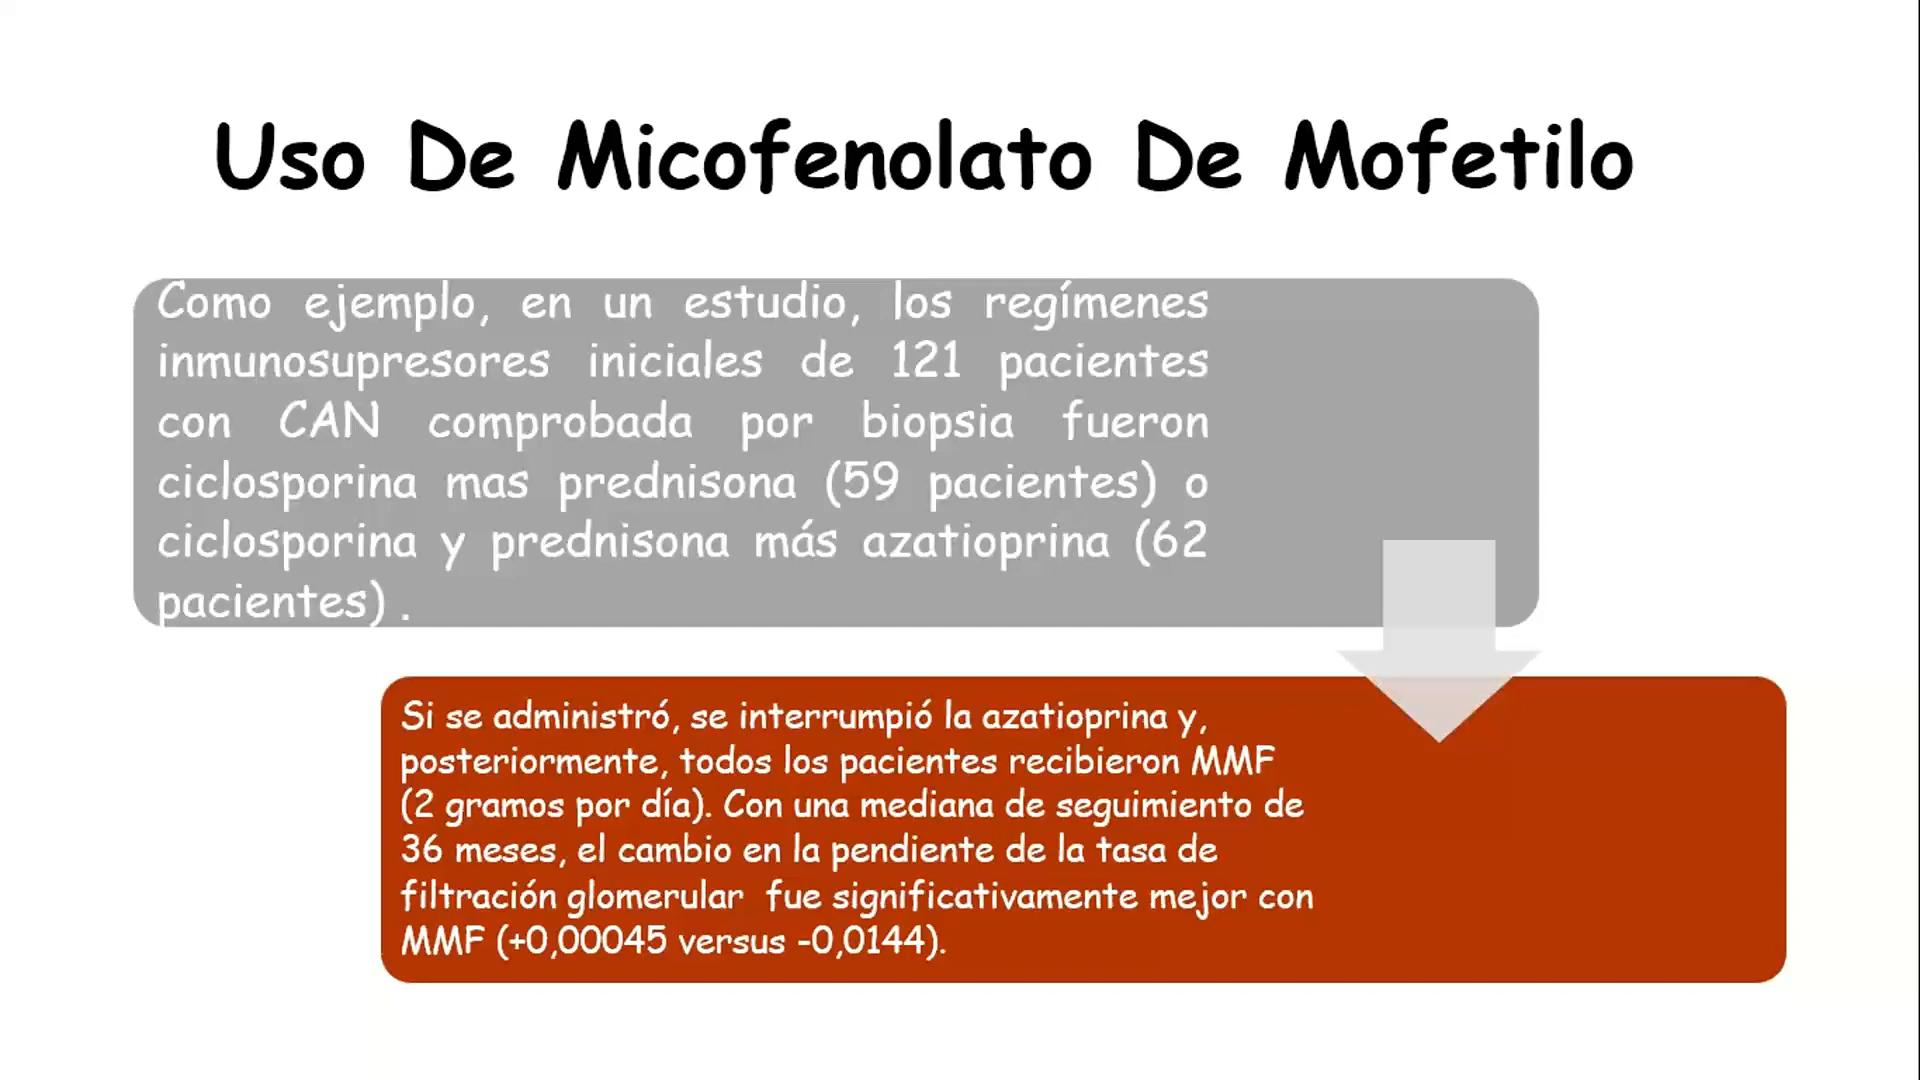 Uso De Micofenolato De Mofetilo
Como ejemplo, en un estudio, los regímenes
inmunosupresores iniciales de 121 pacientes
con CAN comprobada por biopsia fueron
ciclosporina mas prednisona (59 pacientes) o
ciclosporina y prednisona más azatioprina (62
pacientes) .
Si se administró, se interrumpió la azatioprina y,
posteriormente, todos los pacientes recibieron MMF
(2 gramos por día). Con una mediana de seguimiento de
36 meses, el cambio en la pendiente de la tasa de
filtración glomerular fue significativamente mejor con
MMF (+0,00045 versus -0,0144).